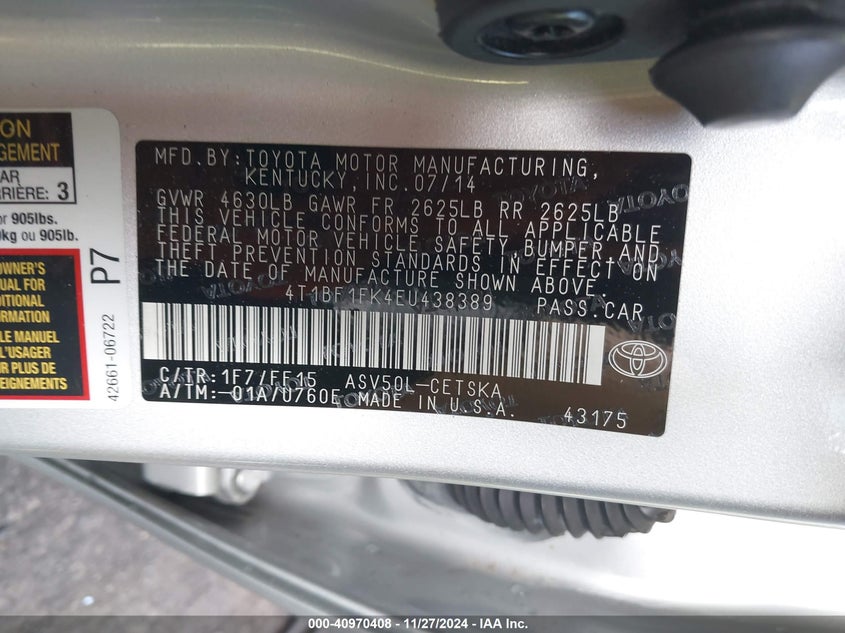 ON
GEMENT
AR
RIÈRE: 3
or 905lbs.
0kg ou 905lb.
OWNER'S
NUAL FOR
DITIONAL
ORMATION
LE MANUEL
L'USAGER
UR PLUS DE
EIGNEMENTS
P7
42661-06722
MFD.BY: TOYOTA MOTOR MANUFACTURING,
KENTUCKY, INC. 07/14
GVWR 4630LB GAWR FR 2625LB RR 2625LB
THIS VEHICLE CONFORMS TO ALL APPLICABLE
FEDERAL MOTOR VEHICLE SAFETY, BUMPER, AND
THEFT PREVENTION STANDARDS IN EFFECT ON
THE DATE OF MANUFACTURE SHOWN ABOVE.
4T1BF1FK4EU438389 PASS.CAR
C/TR: 1F7/FF15 ASV50L-CETSKA
A/TM: -01A/U760E MADE IN U.S.A. 43175
000-40970408 - 11/27/2024 - IAA Inc.